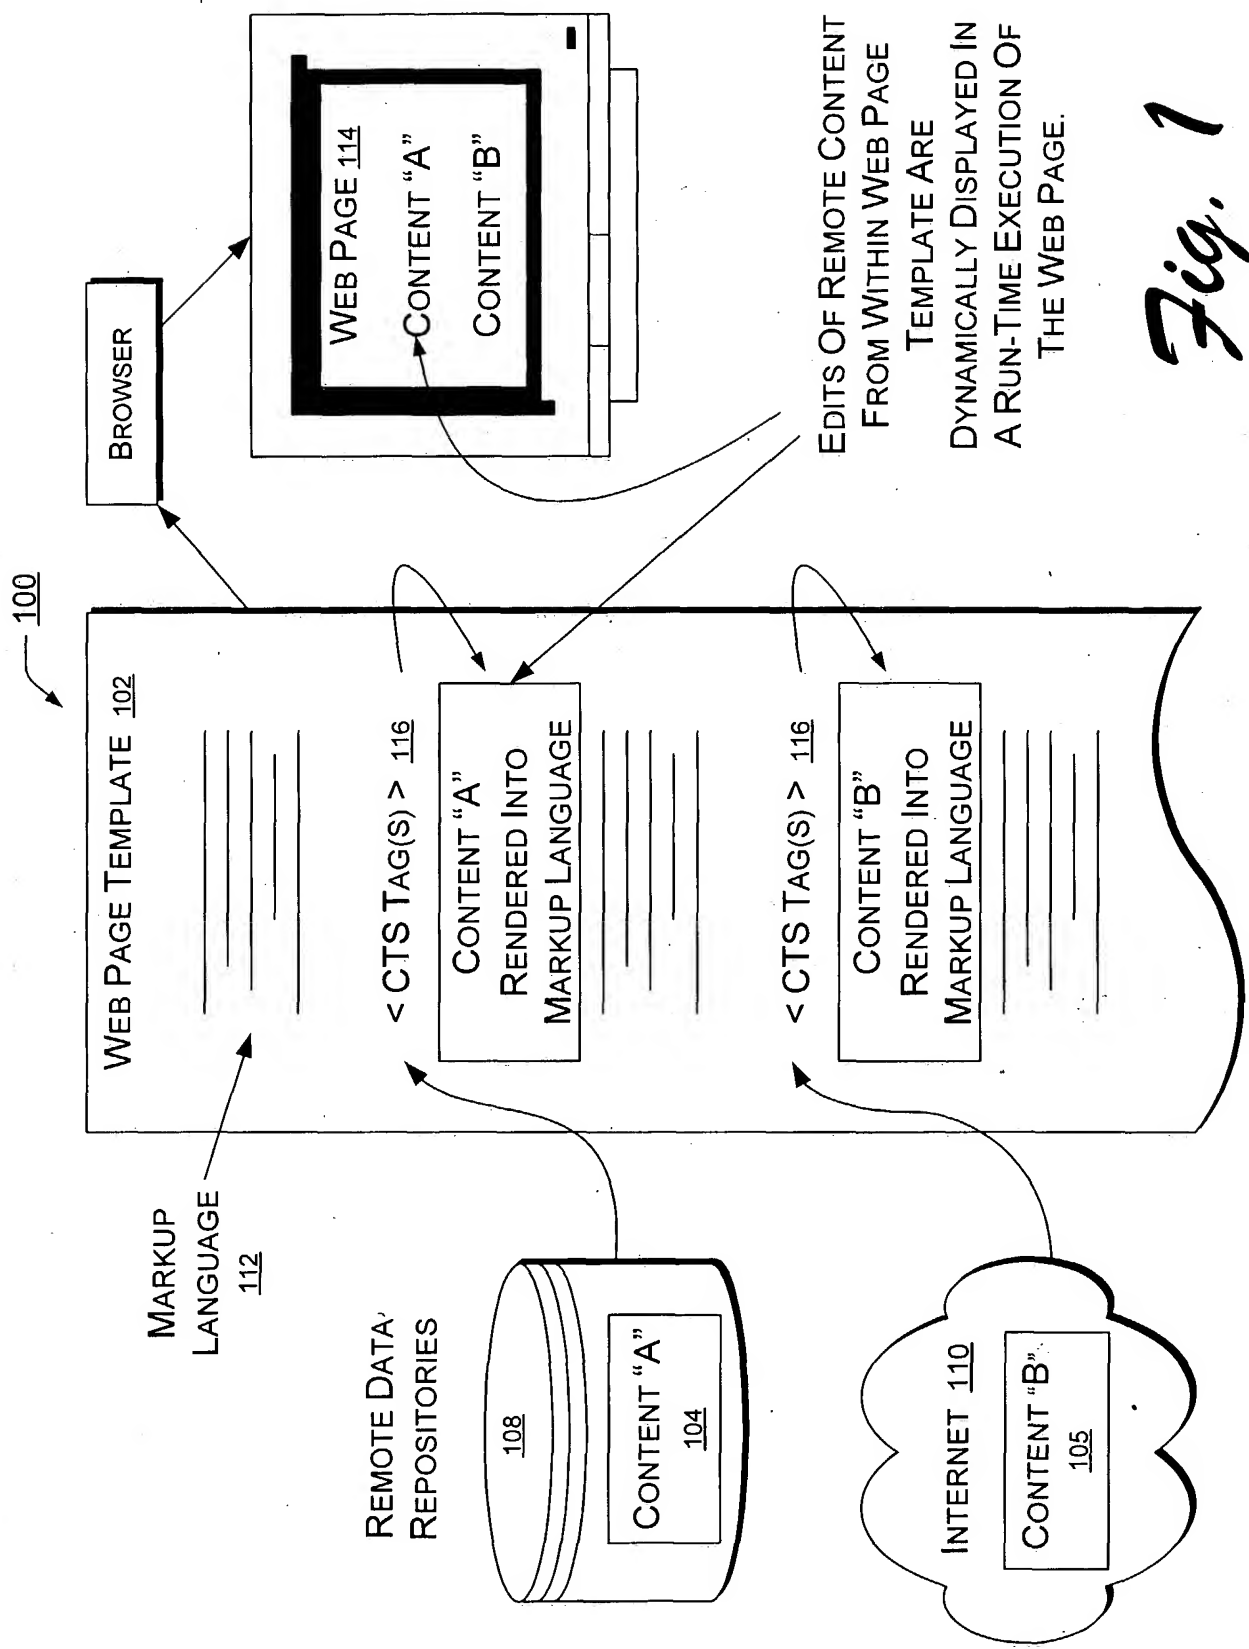 100
WEB PAGE TEMPLATE 102
MARKUP
LANGUAGE
112
< CTS TAG(S) > 116
CONTENT “A”
RENDERED INTO
MARKUP LANGUAGE
< CTS TAG(S) > 116
CONTENT “B”
RENDERED INTO
MARKUP LANGUAGE
REMOTE DATA
REPOSITORIES
108
CONTENT “A”
104
INTERNET 110
CONTENT “B”
105
BROWSER
WEB PAGE 114
CONTENT “A”
CONTENT “B”
EDITS OF REMOTE CONTENT
FROM WITHIN WEB PAGE
TEMPLATE ARE
DYNAMICALLY DISPLAYED IN
A RUN-TIME EXECUTION OF
THE WEB PAGE.
Fig. 1